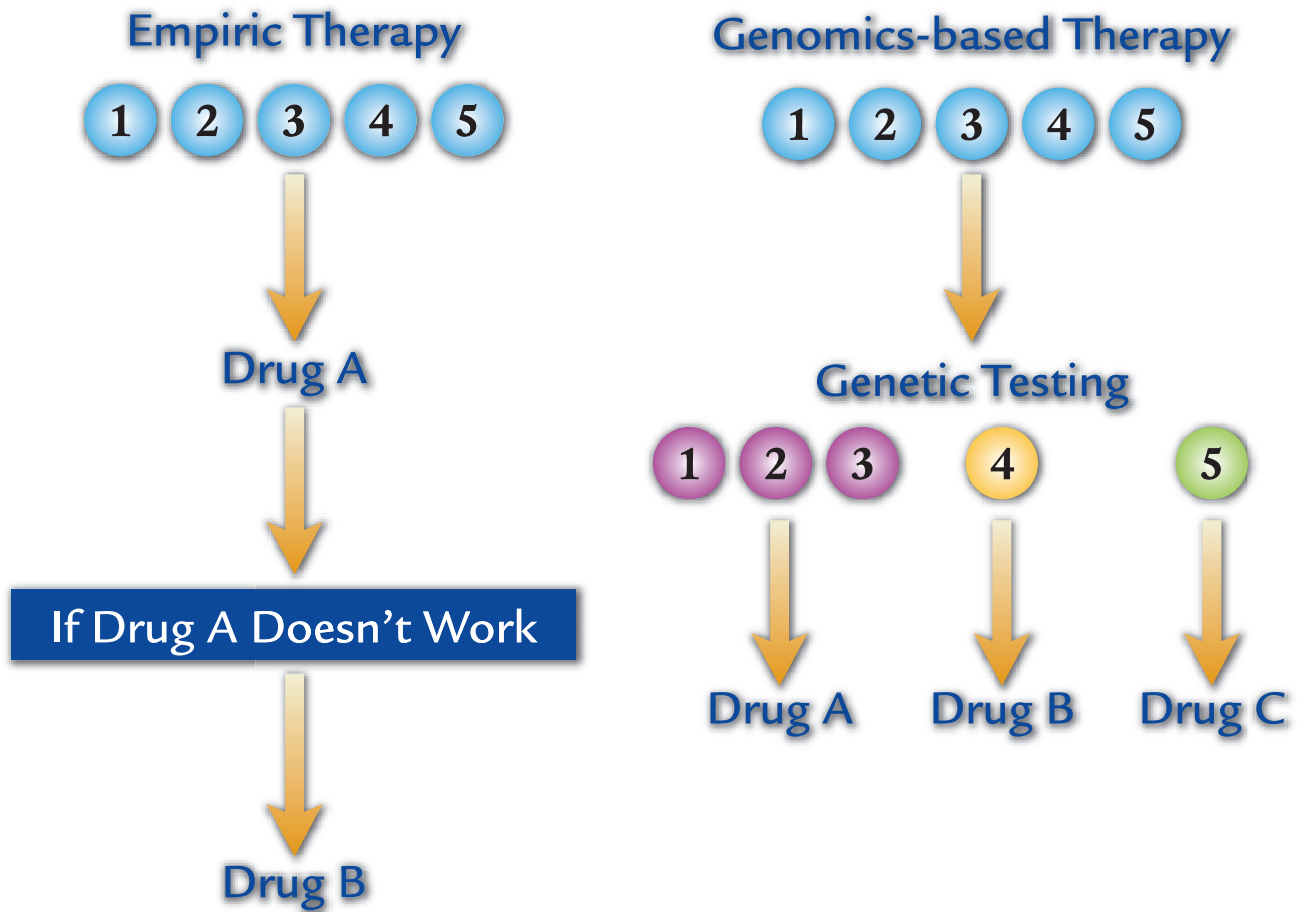 Empiric Therapy
1 2 3 4 5
Drug A
If Drug A Doesn’t Work
Drug B
Genomics-based Therapy
1 2 3 4 5
Genetic Testing
1 2 3 4 5
Drug A Drug B Drug C